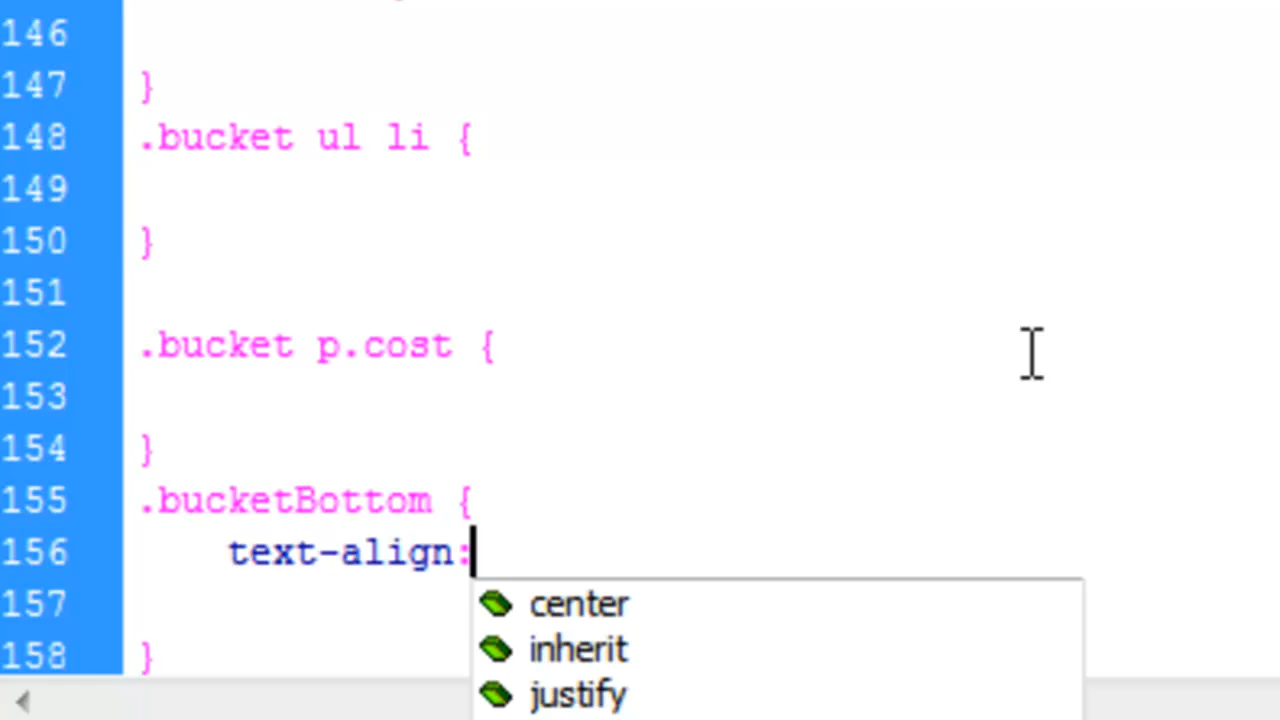 146
147 }
148 .bucket ul li {
149
150 }
151
152 .bucket p.cost {
153
154 }
155 .bucketBottom {
156 text-align:
157
center
inherit
158 }
justify